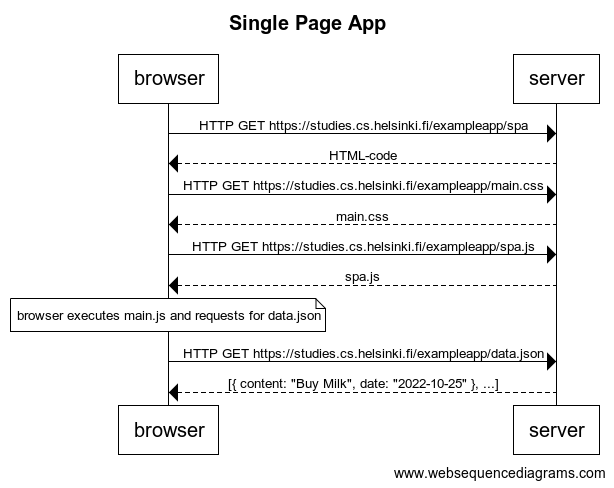 Single Page App
browser
server
HTTP GET https://studies.cs.helsinki.fi/exampleapp/spa
HTML-code
HTTP GET https://studies.cs.helsinki.fi/exampleapp/main.css
main.css
HTTP GET https://studies.cs.helsinki.fi/exampleapp/spa.js
spa.js
browser executes main.js and requests for data.json
HTTP GET https://studies.cs.helsinki.fi/exampleapp/data.json
[{ content: "Buy Milk", date: "2022-10-25" }, ...]
browser
server
www.websequencediagrams.com